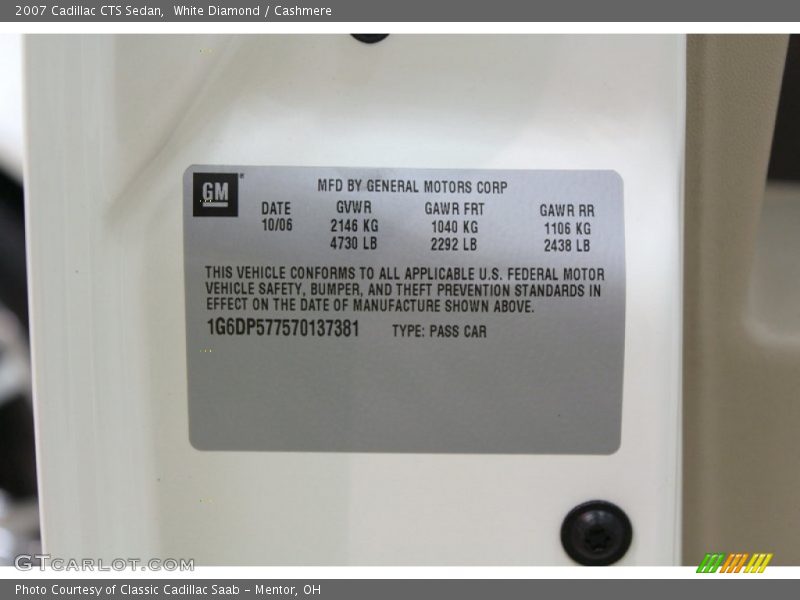 2007 Cadillac CTS Sedan, White Diamond / Cashmere
GM
MFD BY GENERAL MOTORS CORP
DATE GVWR GAWR FRT GAWR RR
10/06 2146 KG 1040 KG 1106 KG
4730 LB 2292 LB 2438 LB
THIS VEHICLE CONFORMS TO ALL APPLICABLE U.S. FEDERAL MOTOR
VEHICLE SAFETY, BUMPER, AND THEFT PREVENTION STANDARDS IN
EFFECT ON THE DATE OF MANUFACTURE SHOWN ABOVE.
1G6DP577570137381 TYPE: PASS CAR
GTCARLOT.COM
Photo Courtesy of Classic Cadillac Saab - Mentor, OH